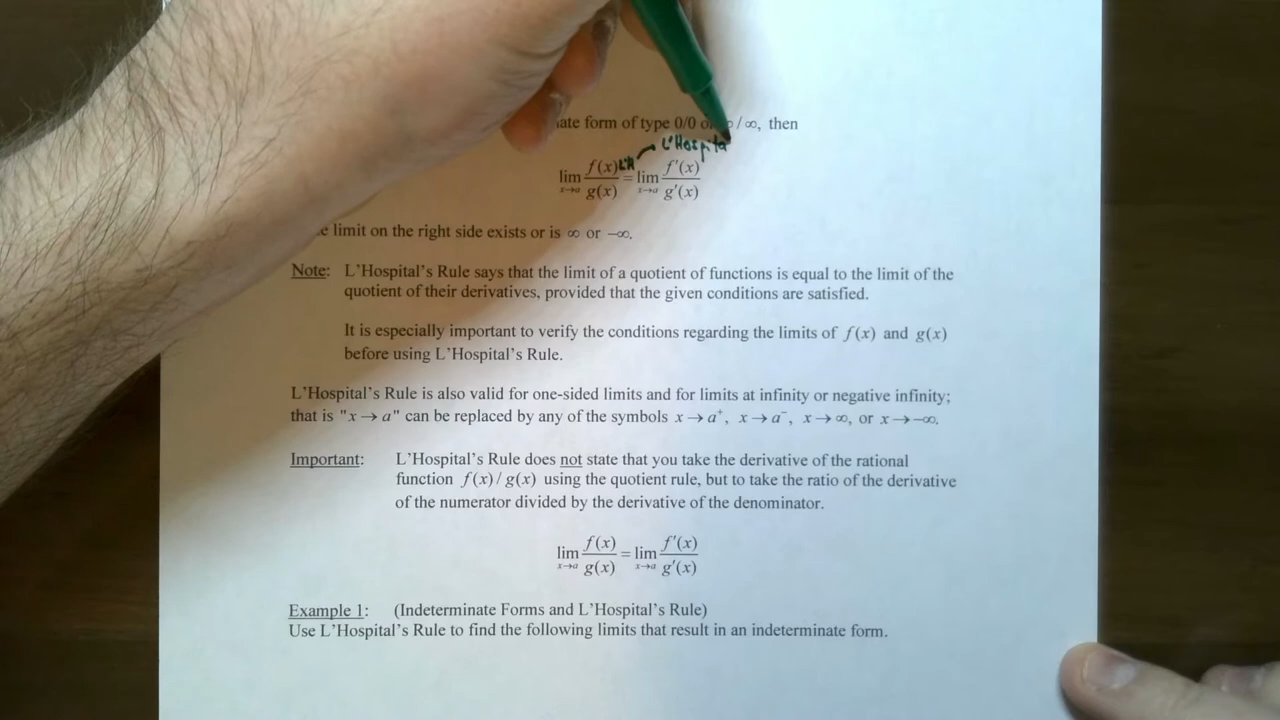 form of type 0/0 / ∞, then
L'Hospita
lim x→a f(x)/g(x) L'H = lim x→a f'(x)/g'(x)
limit on the right side exists or is ∞ or −∞.
Note: L'Hospital's Rule says that the limit of a quotient of functions is equal to the limit of the
quotient of their derivatives, provided that the given conditions are satisfied.
It is especially important to verify the conditions regarding the limits of f(x) and g(x)
before using L'Hospital's Rule.
L'Hospital's Rule is also valid for one-sided limits and for limits at infinity or negative infinity;
that is "x → a" can be replaced by any of the symbols x → a⁺, x → a⁻, x → ∞, or x → −∞.
Important: L'Hospital's Rule does not state that you take the derivative of the rational
function f(x) / g(x) using the quotient rule, but to take the ratio of the derivative
of the numerator divided by the derivative of the denominator.
lim x→a f(x)/g(x) = lim x→a f'(x)/g'(x)
Example 1: (Indeterminate Forms and L'Hospital's Rule)
Use L'Hospital's Rule to find the following limits that result in an indeterminate form.